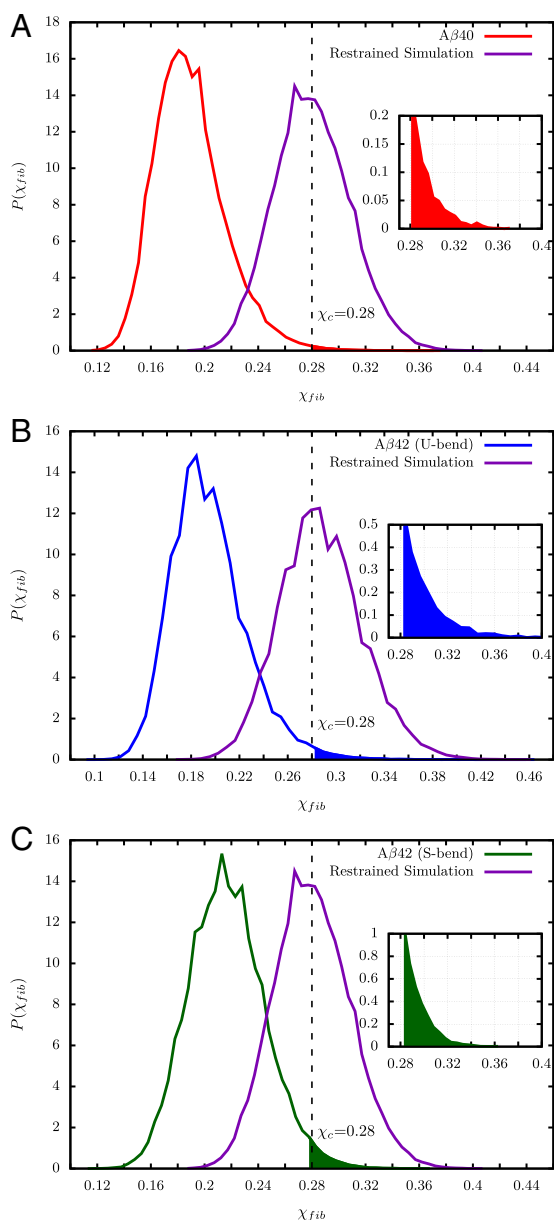 A
Aβ40
Restrained Simulation
P(χfib)
18
16
14
12
10
8
6
4
2
0
0.2
0.15
0.1
0.05
0
0.28 0.32 0.36 0.4
χc=0.28
0.12 0.16 0.2 0.24 0.28 0.32 0.36 0.4 0.44
χfib
B
Aβ42 (U-bend)
Restrained Simulation
P(χfib)
16
14
12
10
8
6
4
2
0
0.5
0.4
0.3
0.2
0.1
0
0.28 0.32 0.36 0.4
χc=0.28
0.1 0.14 0.18 0.22 0.26 0.3 0.34 0.38 0.42 0.46
χfib
C
Aβ42 (S-bend)
Restrained Simulation
P(χfib)
16
14
12
10
8
6
4
2
0
1
0.8
0.6
0.4
0.2
0
0.28 0.32 0.36 0.4
χc=0.28
0.12 0.16 0.2 0.24 0.28 0.32 0.36 0.4 0.44
χfib